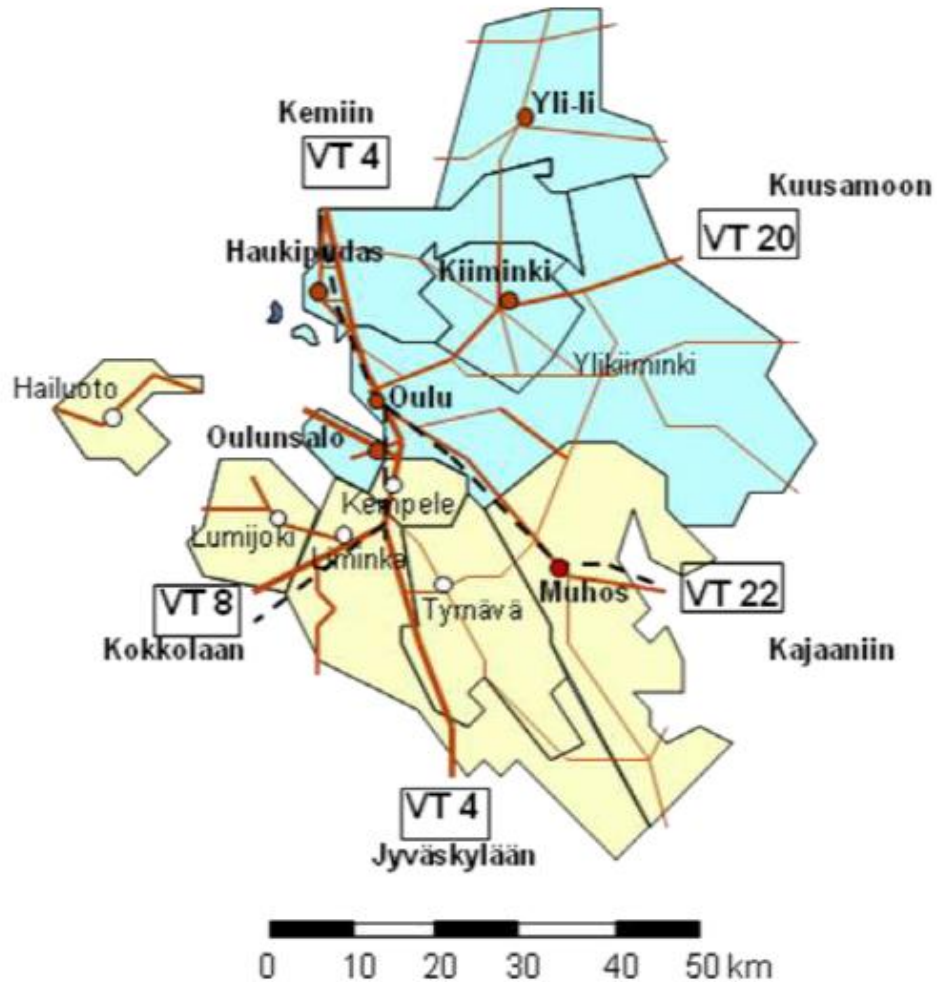 Yli-Ii
Kemiin
VT 4
Kuusamoon
VT 20
Haukipudas
Kiiminki
Ylikiiminki
Hailuoto
Oulu
Oulunsalo
Kempele
Lumijoki
Liminka
Muhos
Tyrnävä
VT 8
VT 22
Kokkolaan
Kajaaniin
VT 4
Jyväskylään
0 10 20 30 40 50 km